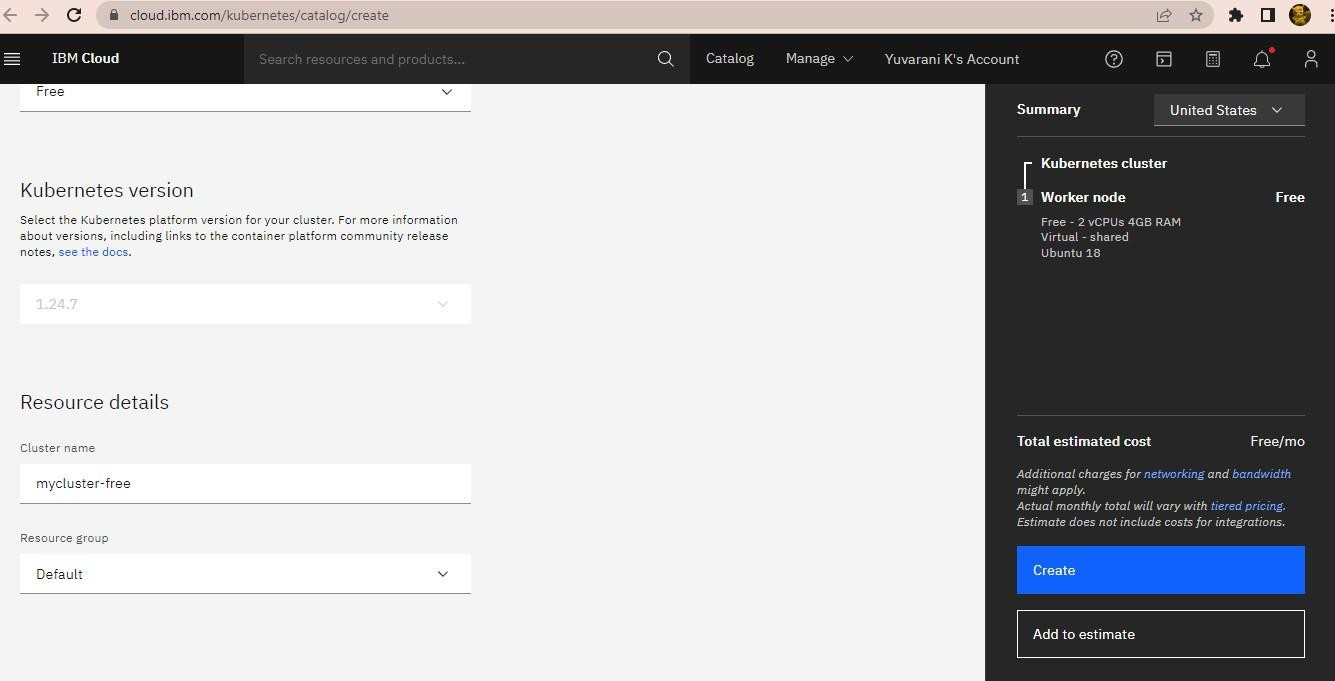 cloud.ibm.com/kubernetes/catalog/create
IBM Cloud
Search resources and products...
Catalog
Manage
Yuvarani K's Account
Free
Kubernetes version
Select the Kubernetes platform version for your cluster. For more information
about versions, including links to the container platform community release
notes, see the docs.
1.24.7
Resource details
Cluster name
mycluster-free
Resource group
Default
Summary
United States
Kubernetes cluster
1 Worker node Free
Free - 2 vCPUs 4GB RAM
Virtual - shared
Ubuntu 18
Total estimated cost Free/mo
Additional charges for networking and bandwidth
might apply.
Actual monthly total will vary with tiered pricing.
Estimate does not include costs for integrations.
Create
Add to estimate